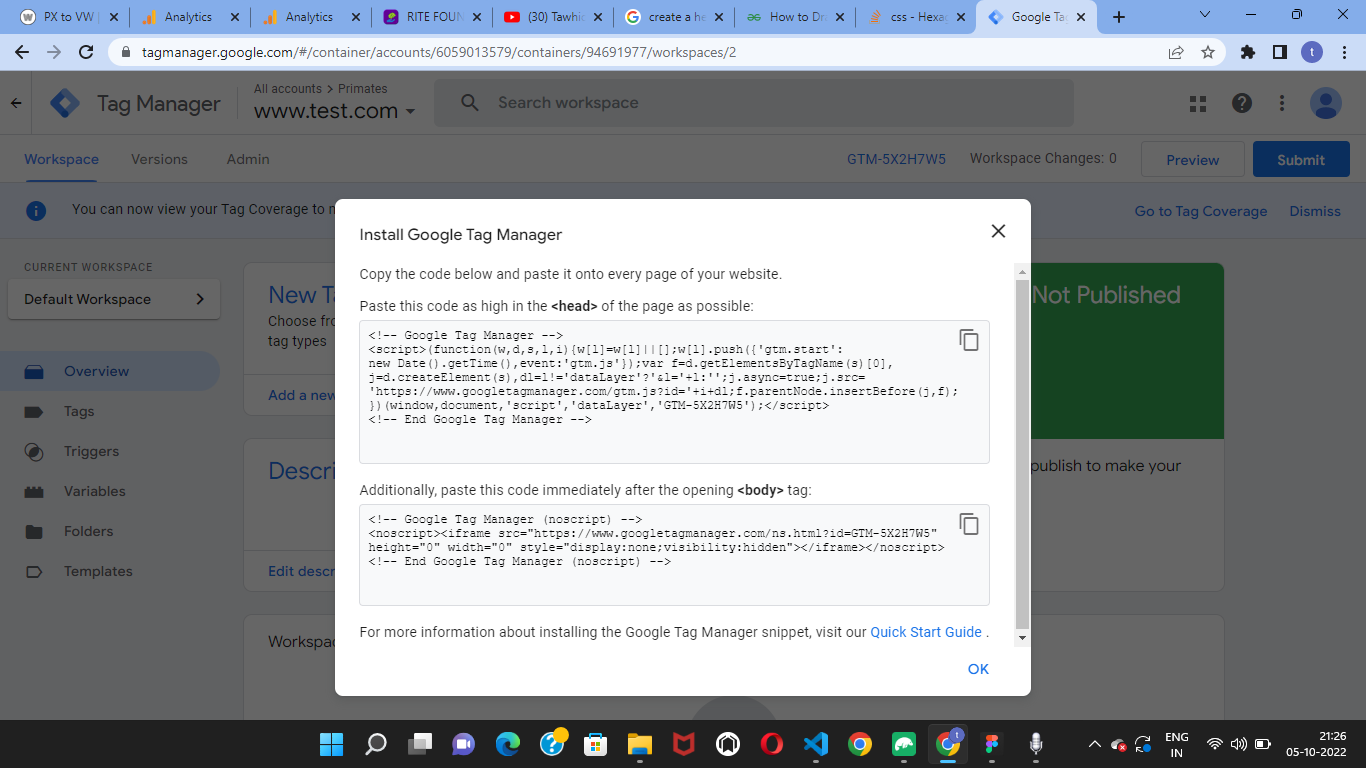 PX to VW
Analytics
Analytics
RITE FOUN
(30) Tawhi
create a he
How to Dra
css - Hexag
Google Tag
tagmanager.google.com/#/container/accounts/6059013579/containers/94691977/workspaces/2
t
Tag Manager
All accounts > Primates
www.test.com
Search workspace
Workspace
Versions
Admin
GTM-5X2H7W5
Workspace Changes: 0
Preview
Submit
You can now view your Tag Coverage to
Go to Tag Coverage
Dismiss
CURRENT WORKSPACE
Default Workspace
Overview
Tags
Triggers
Variables
Folders
Templates
New Ta
Choose fro
tag types
Add a new
Not Published
publish to make your
Descri
Edit descr
Workspac
Install Google Tag Manager
Copy the code below and paste it onto every page of your website.
Paste this code as high in the <head> of the page as possible:
<!-- Google Tag Manager -->
<script>(function(w,d,s,l,i){w[l]=w[l]||[];w[l].push({'gtm.start':
new Date().getTime(),event:'gtm.js'});var f=d.getElementsByTagName(s)[0],
j=d.createElement(s),dl=l!='dataLayer'?'&l='+l:'';j.async=true;j.src=
'https://www.googletagmanager.com/gtm.js?id='+i+dl;f.parentNode.insertBefore(j,f);
})(window,document,'script','dataLayer','GTM-5X2H7W5');</script>
<!-- End Google Tag Manager -->
Additionally, paste this code immediately after the opening <body> tag:
<!-- Google Tag Manager (noscript) -->
<noscript><iframe src="https://www.googletagmanager.com/ns.html?id=GTM-5X2H7W5"
height="0" width="0" style="display:none;visibility:hidden"></iframe></noscript>
<!-- End Google Tag Manager (noscript) -->
For more information about installing the Google Tag Manager snippet, visit our Quick Start Guide .
OK
t
ENG
IN
21:26
05-10-2022